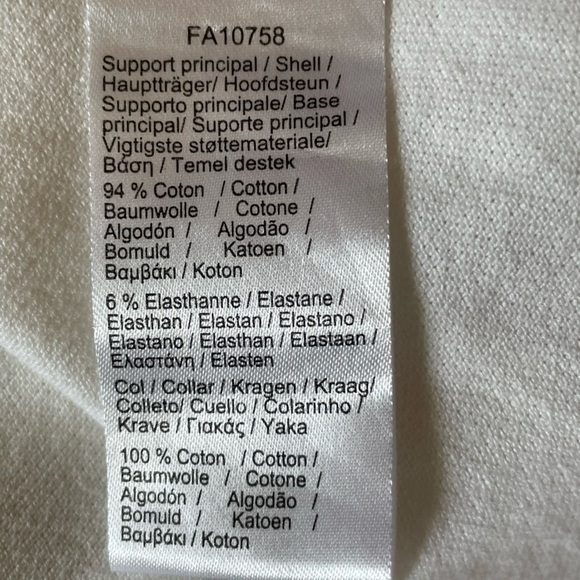 FA10758
Support principal / Shell /
Hauptträger/ Hoofdsteun /
Supporto principale/ Base
principal/ Suporte principal /
Vigtigste støttemateriale/
Βάση / Temel destek
94 % Coton / Cotton /
Baumwolle / Cotone /
Algodón / Algodão /
Bomuld / Katoen /
Βαμβάκι / Koton
6 % Elasthanne / Elastane /
Elasthan / Elastan / Elastano /
Elastano / Elasthan / Elastaan /
Ελαστάνη / Elasten
Col / Collar / Kragen / Kraag/
Colleto/ Cuello / Colarinho /
Krave / Γιακάς / Yaka
100 % Coton / Cotton /
Baumwolle / Cotone /
Algodón / Algodão /
Bomuld / Katoen /
Βαμβάκι / Koton